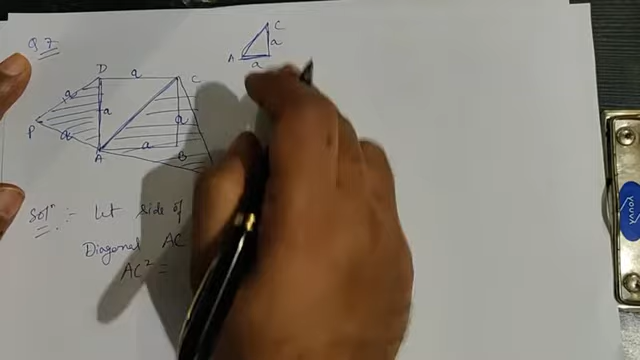 Q7
C
A
a
a
D
a
C
a
a
a
P
a
A
a
B
Solⁿ :- Let side of
Diagonal AC
AC² =